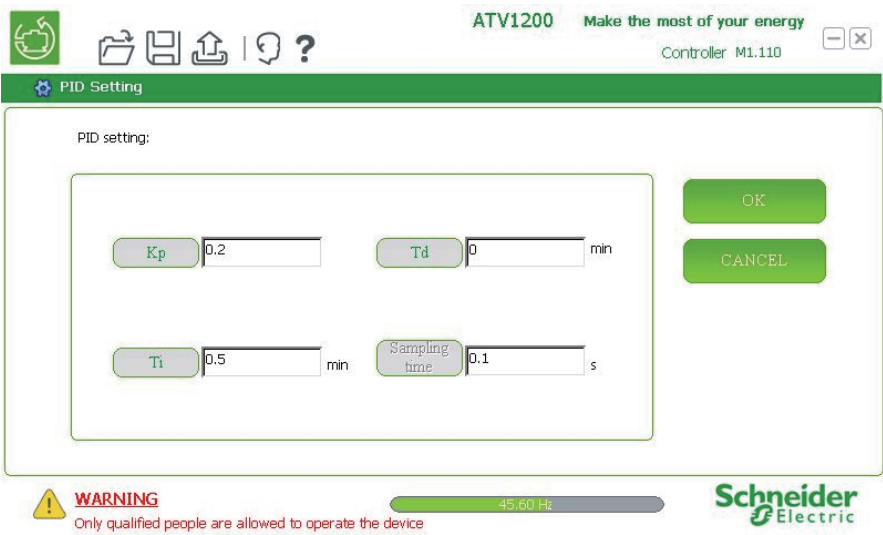 ATV1200 Make the most of your energy
Controller M1.110
PID Setting
PID setting:
OK
Kp 0.2 Td 0 min
CANCEL
Ti 0.5 min Sampling time 0.1 s
WARNING
Only qualified people are allowed to operate the device
45.60 Hz
Schneider
Electric